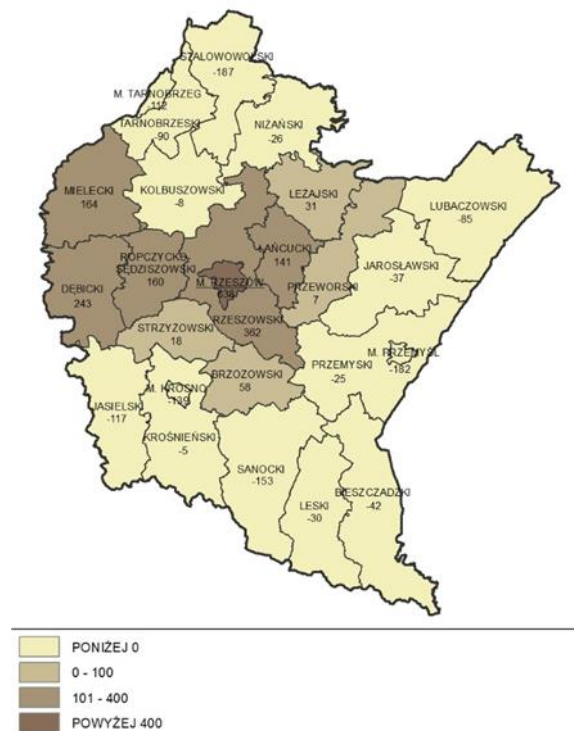 STALOWOWOLSKI
-187
M. TARNOBRZEG
-112
TARNOBRZESKI
-90
NIŻAŃSKI
-26
MIELECKI
164
KOLBUSZOWSKI
-8
LEŻAJSKI
31
LUBACZOWSKI
-85
ROPCZYCKO-
SĘDZISZOWSKI
160
ŁAŃCUCKI
141
JAROSŁAWSKI
-37
DĘBICKI
243
M. RZESZÓW
PRZEWORSKI
7
RZESZOWSKI
362
STRZYŻOWSKI
18
M. PRZEMYŚL
-182
PRZEMYSKI
-25
BRZOZOWSKI
58
M. KROSNO
-139
JASIELSKI
-117
KROŚNIEŃSKI
-5
SANOCKI
-153
LESKI
-30
BIESZCZADZKI
-42
PONIŻEJ 0
0 - 100
101 - 400
POWYŻEJ 400